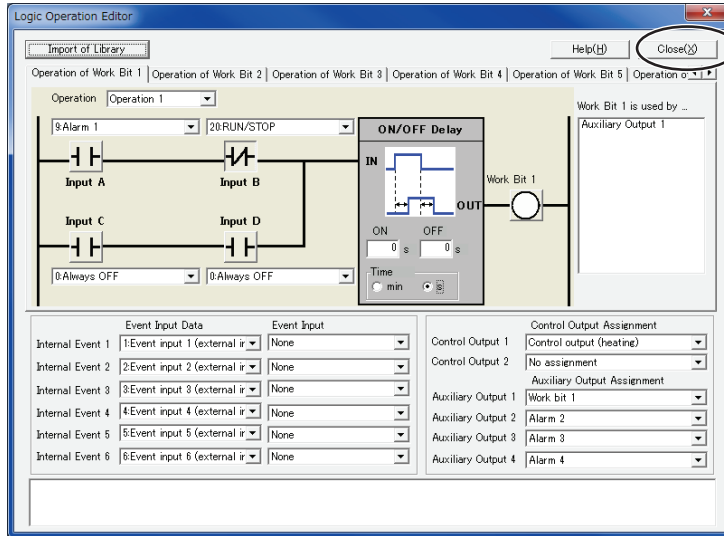 Logic Operation Editor
Import of Library
Help(H)
Close(X)
Operation of Work Bit 1
Operation of Work Bit 2
Operation of Work Bit 3
Operation of Work Bit 4
Operation of Work Bit 5
Operation o
Operation
Operation 1
Work Bit 1 is used by ...
Auxiliary Output 1
9:Alarm 1
20:RUN/STOP
Input A
Input B
Input C
Input D
0:Always OFF
0:Always OFF
ON/OFF Delay
IN
OUT
Work Bit 1
ON
OFF
0 s
0 s
Time
min
s
Event Input Data
Event Input
Internal Event 1 1:Event input 1 (external ir None
Internal Event 2 2:Event input 2 (external ir None
Internal Event 3 3:Event input 3 (external ir None
Internal Event 4 4:Event input 4 (external ir None
Internal Event 5 5:Event input 5 (external ir None
Internal Event 6 6:Event input 6 (external ir None
Control Output Assignment
Control Output 1 Control output (heating)
Control Output 2 No assignment
Auxiliary Output Assignment
Auxiliary Output 1 Work bit 1
Auxiliary Output 2 Alarm 2
Auxiliary Output 3 Alarm 3
Auxiliary Output 4 Alarm 4